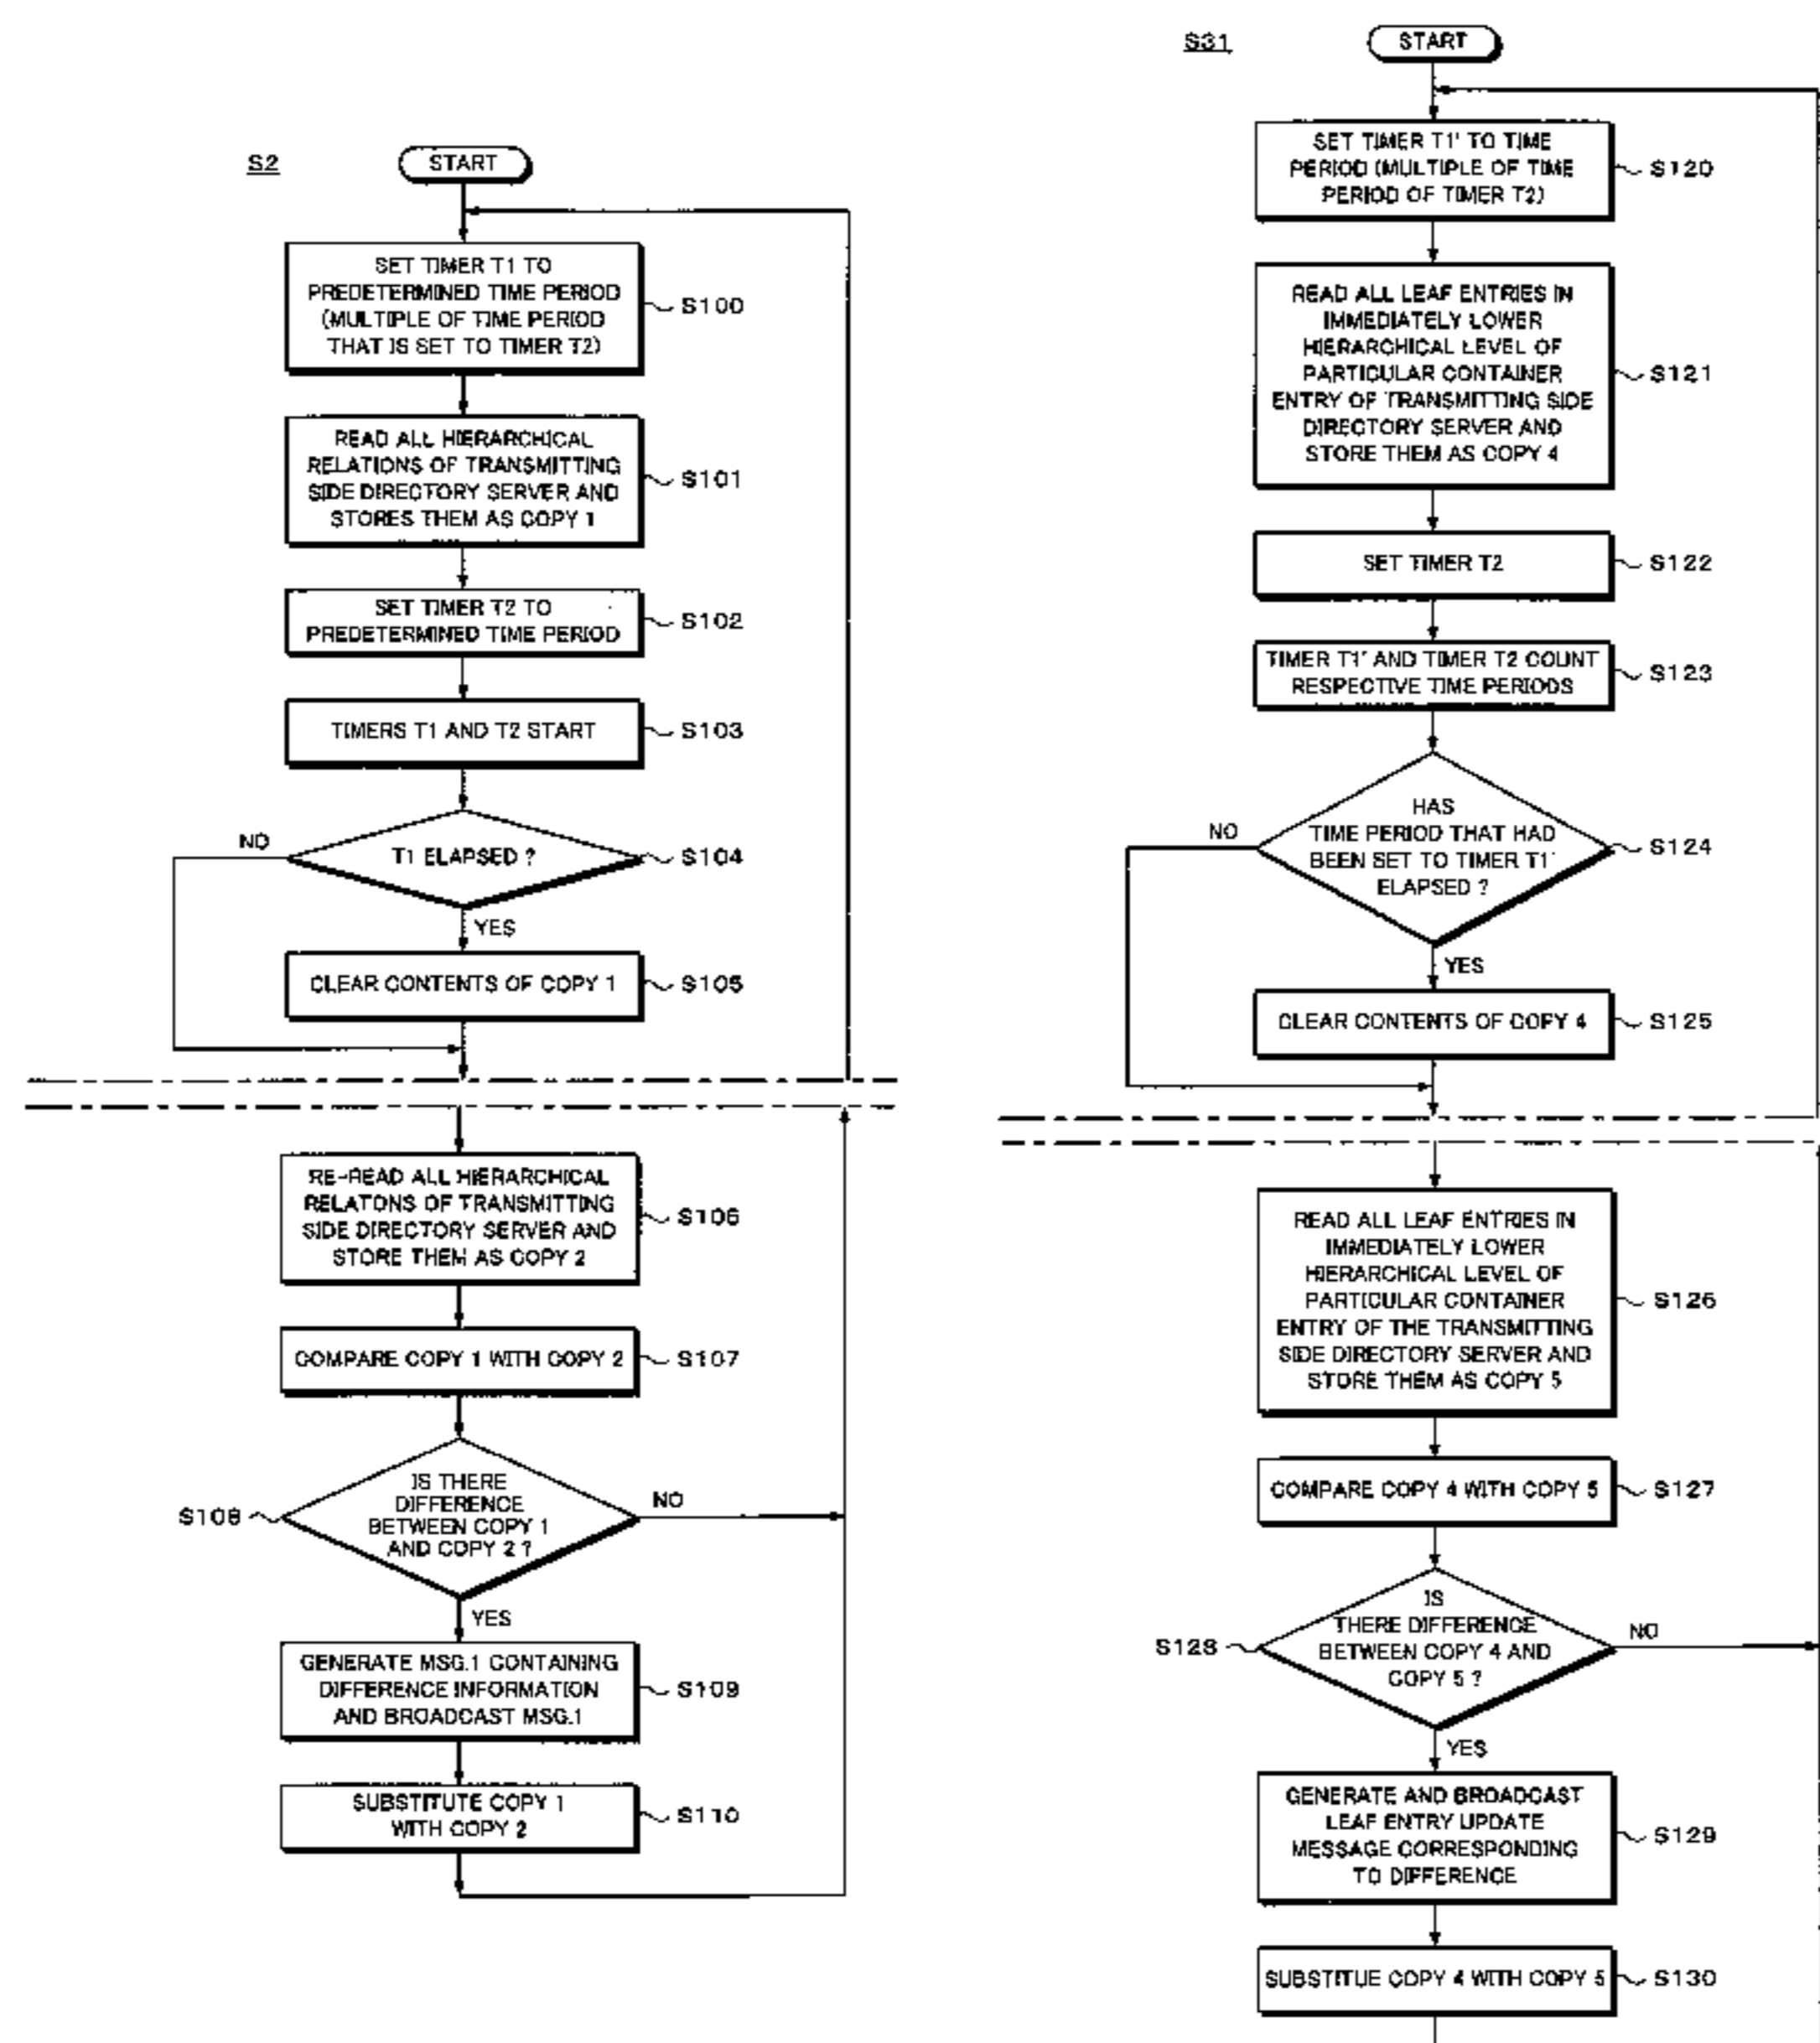 S2
START
SET TIMER T1 TO
PREDETERMINED TIME PERIOD
(MULTIPLE OF TIME PERIOD
THAT IS SET TO TIMER T2)
S100
READ ALL HIERARCHICAL
RELATIONS OF TRANSMITTING
SIDE DIRECTORY SERVER AND
STORES THEM AS COPY 1
S101
SET TIMER T2 TO
PREDETERMINED TIME PERIOD
S102
TIMERS T1 AND T2 START
S103
NO
T1 ELAPSED ?
S104
YES
CLEAR CONTENTS OF COPY 1
S105
RE-READ ALL HIERARCHICAL
RELATONS OF TRANSMITTING
SIDE DIRECTORY SERVER AND
STORE THEM AS COPY 2
S106
COMPARE COPY 1 WITH COPY 2
S107
S108
IS THERE
DIFFERENCE
BETWEEN COPY 1
AND COPY 2 ?
NO
YES
GENERATE MSG.1 CONTAINING
DIFFERENCE INFORMATION
AND BROADCAST MSG.1
S109
SUBSTITUTE COPY 1
WITH COPY 2
S110
S31
START
SET TIMER T1' TO TIME
PERIOD (MULTIPLE OF TIME
PERIOD OF TIMER T2)
S120
READ ALL LEAF ENTRIES IN
IMMEDIATELY LOWER
HIERARCHICAL LEVEL OF
PARTICULAR CONTAINER
ENTRY OF TRANSMITTING SIDE
DIRECTORY SERVER AND
STORE THEM AS COPY 4
S121
SET TIMER T2
S122
TIMER T1' AND TIMER T2 COUNT
RESPECTIVE TIME PERIODS
S123
NO
HAS
TIME PERIOD THAT HAD
BEEN SET TO TIMER T1'
ELAPSED ?
S124
YES
CLEAR CONTENTS OF COPY 4
S125
READ ALL LEAF ENTRIES IN
IMMEDIATELY LOWER
HIERARCHICAL LEVEL OF
PARTICULAR CONTAINER
ENTRY OF THE TRANSMITTING
SIDE DIRECTORY SERVER AND
STORE THEM AS COPY 5
S126
COMPARE COPY 4 WITH COPY 5
S127
S128
IS
THERE DIFFERENCE
BETWEEN COPY 4 AND
COPY 5 ?
NO
YES
GENERATE AND BROADCAST
LEAF ENTRY UPDATE
MESSAGE CORRESPONDING
TO DIFFERENCE
S129
SUBSTITUE COPY 4 WITH COPY 5
S130